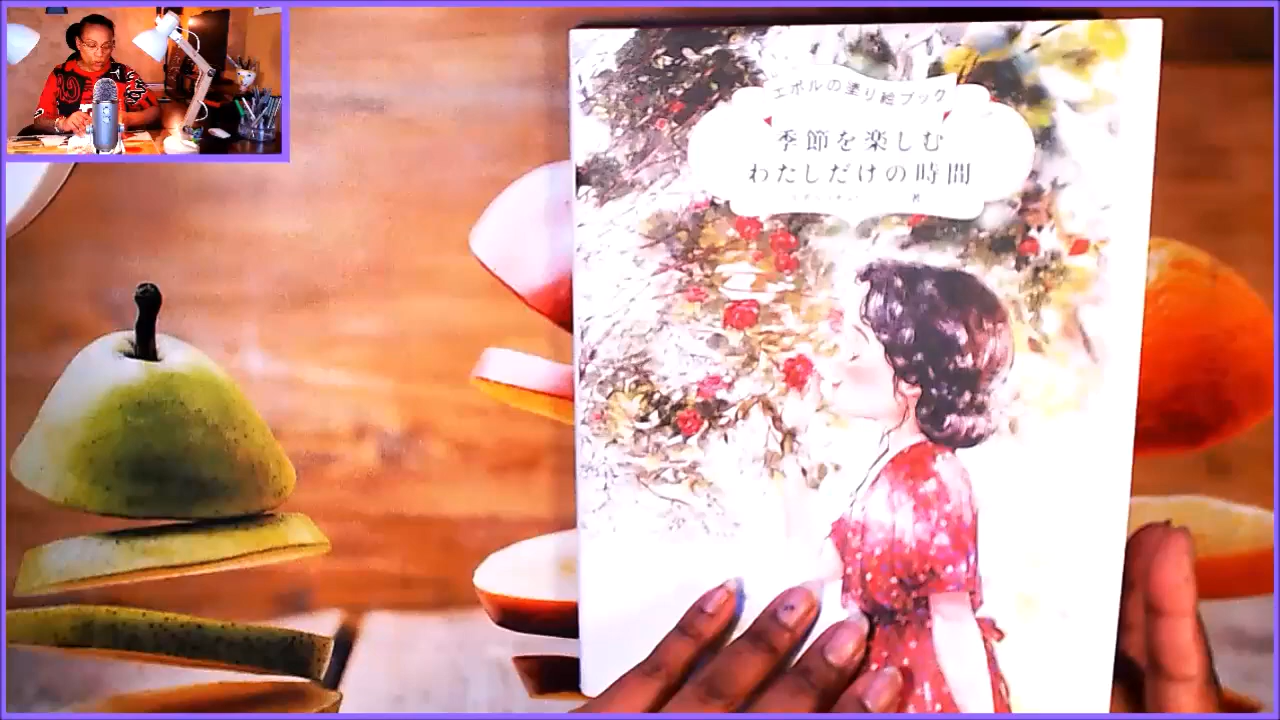 エポルの塗り絵ブック
季節を楽しむ
わたしだけの時間
著